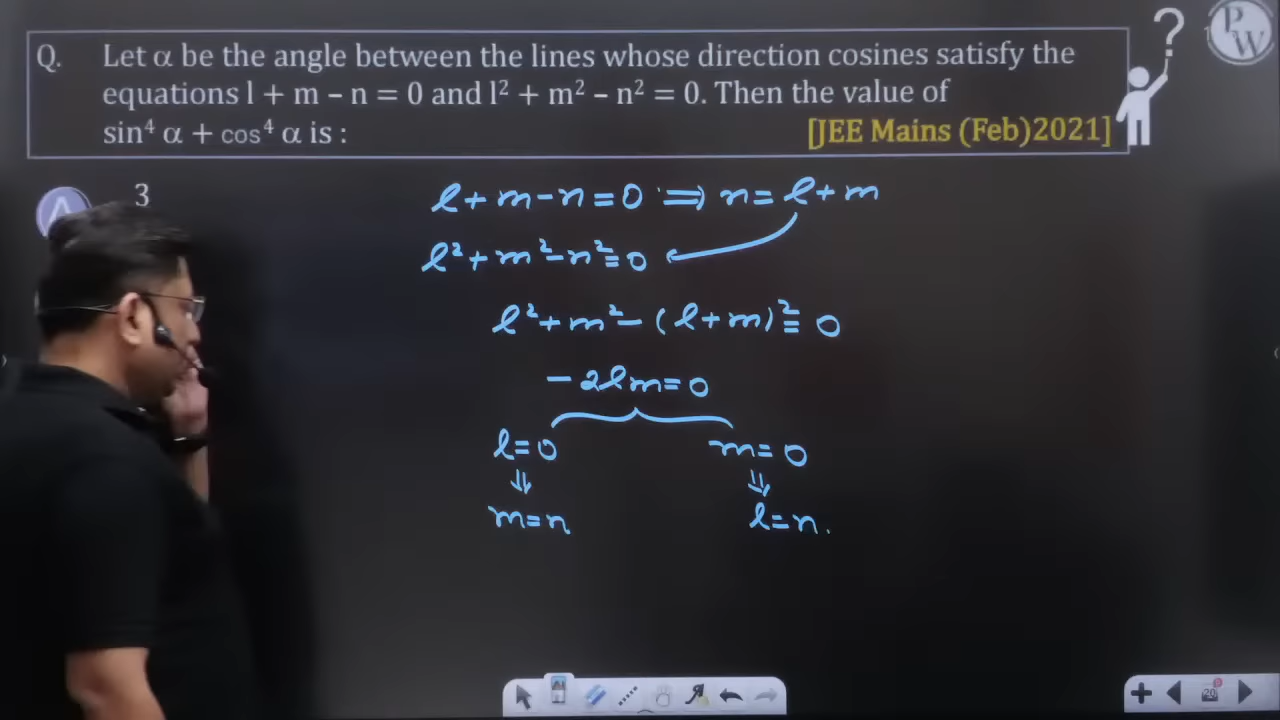 Q. Let α be the angle between the lines whose direction cosines satisfy the
equations l + m − n = 0 and l² + m² − n² = 0. Then the value of
sin⁴ α + cos⁴ α is :
[JEE Mains (Feb)2021]
?
PW
A 3
l+m-n=0 ⇒ n=l+m
l²+m²-n²=0
l²+m²-(l+m)²=0
-2lm=0
l=0 m=0
⇓ ⇓
m=n l=n.
20